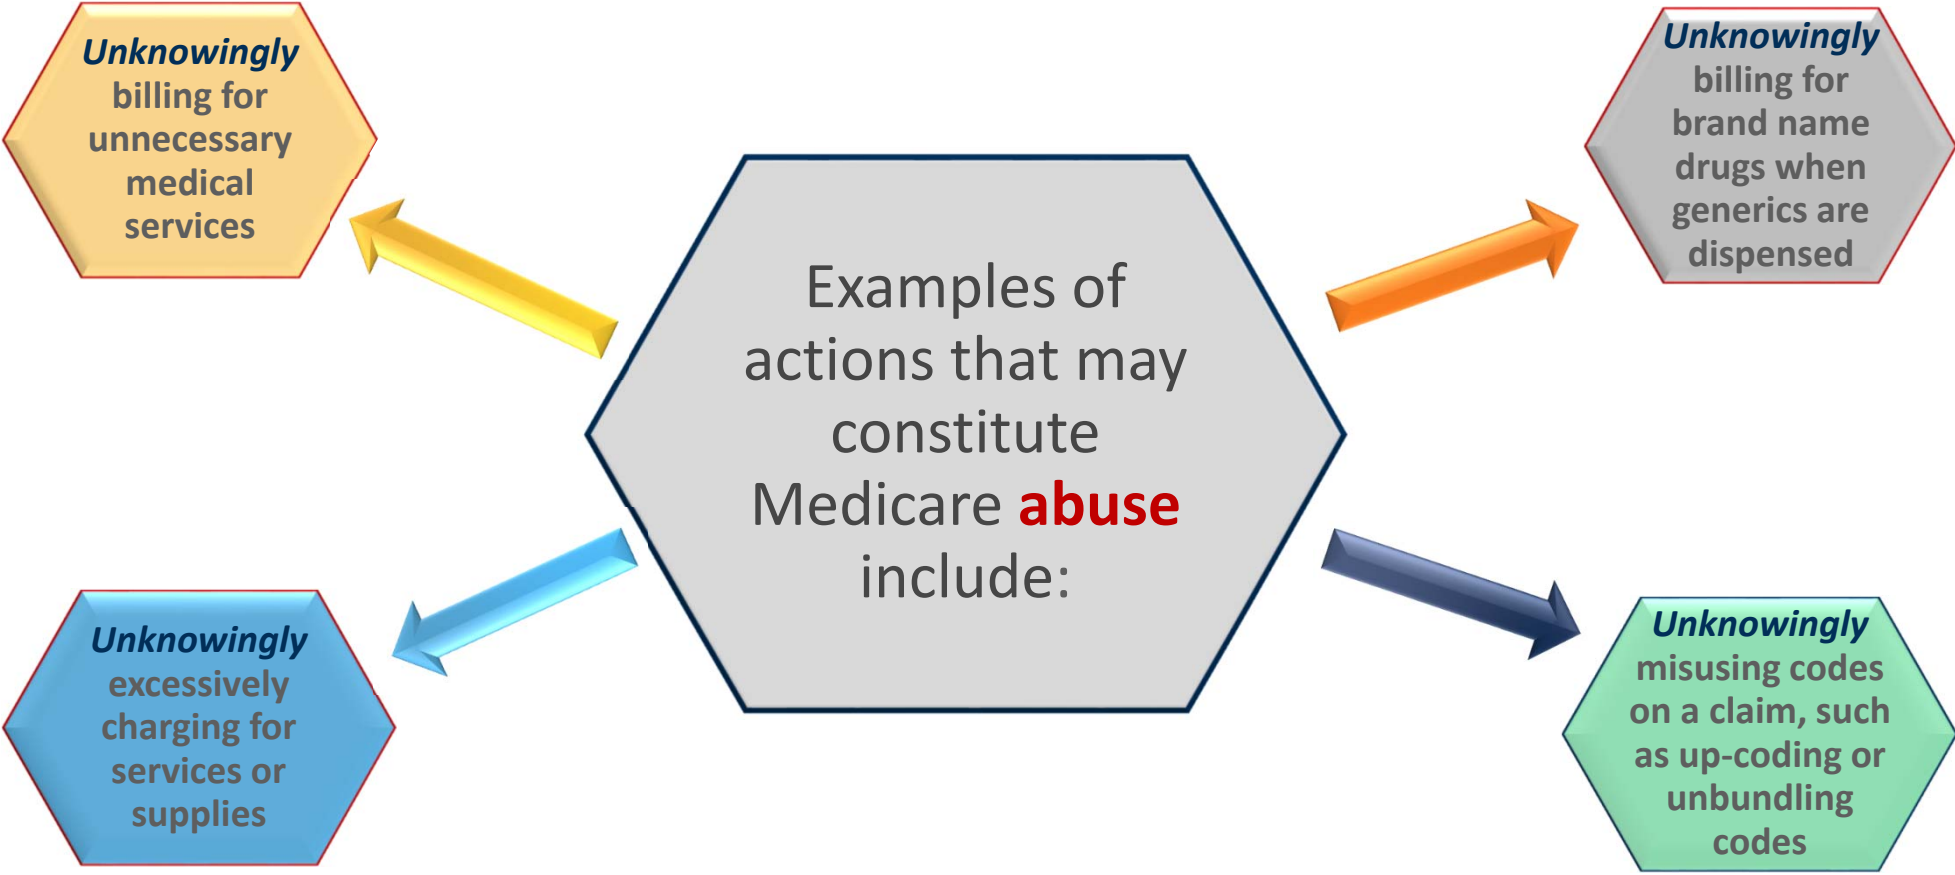 Unknowingly
billing for
unnecessary
medical
services
Unknowingly
billing for
brand name
drugs when
generics are
dispensed
Examples of
actions that may
constitute
Medicare abuse
include:
Unknowingly
excessively
charging for
services or
supplies
Unknowingly
misusing codes
on a claim, such
as up-coding or
unbundling
codes